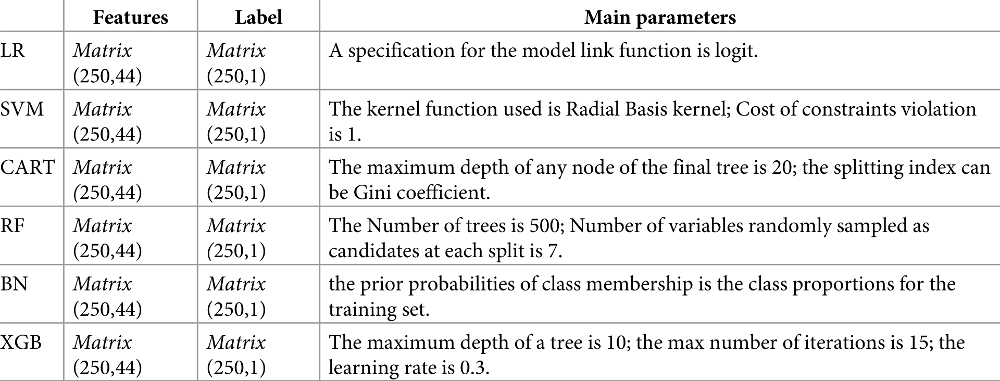 Features Label Main parameters
LR Matrix Matrix A specification for the model link function is logit.
(250,44) (250,1)
SVM Matrix Matrix The kernel function used is Radial Basis kernel; Cost of constraints violation
(250,44) (250,1) is 1.
CART Matrix Matrix The maximum depth of any node of the final tree is 20; the splitting index can
(250,44) (250,1) be Gini coefficient.
RF Matrix Matrix The Number of trees is 500; Number of variables randomly sampled as
(250,44) (250,1) candidates at each split is 7.
BN Matrix Matrix the prior probabilities of class membership is the class proportions for the
(250,44) (250,1) training set.
XGB Matrix Matrix The maximum depth of a tree is 10; the max number of iterations is 15; the
(250,44) (250,1) learning rate is 0.3.